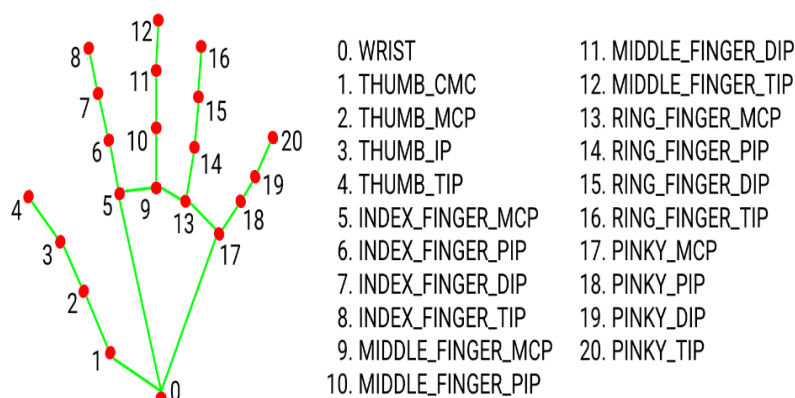 0. WRIST
1. THUMB_CMC
2. THUMB_MCP
3. THUMB_IP
4. THUMB_TIP
5. INDEX_FINGER_MCP
6. INDEX_FINGER_PIP
7. INDEX_FINGER_DIP
8. INDEX_FINGER_TIP
9. MIDDLE_FINGER_MCP
10. MIDDLE_FINGER_PIP
11. MIDDLE_FINGER_DIP
12. MIDDLE_FINGER_TIP
13. RING_FINGER_MCP
14. RING_FINGER_PIP
15. RING_FINGER_DIP
16. RING_FINGER_TIP
17. PINKY_MCP
18. PINKY_PIP
19. PINKY_DIP
20. PINKY_TIP
12
8
16
11
7
15
10
6
14
20
19
4
5
9
13
18
3
17
2
1
0